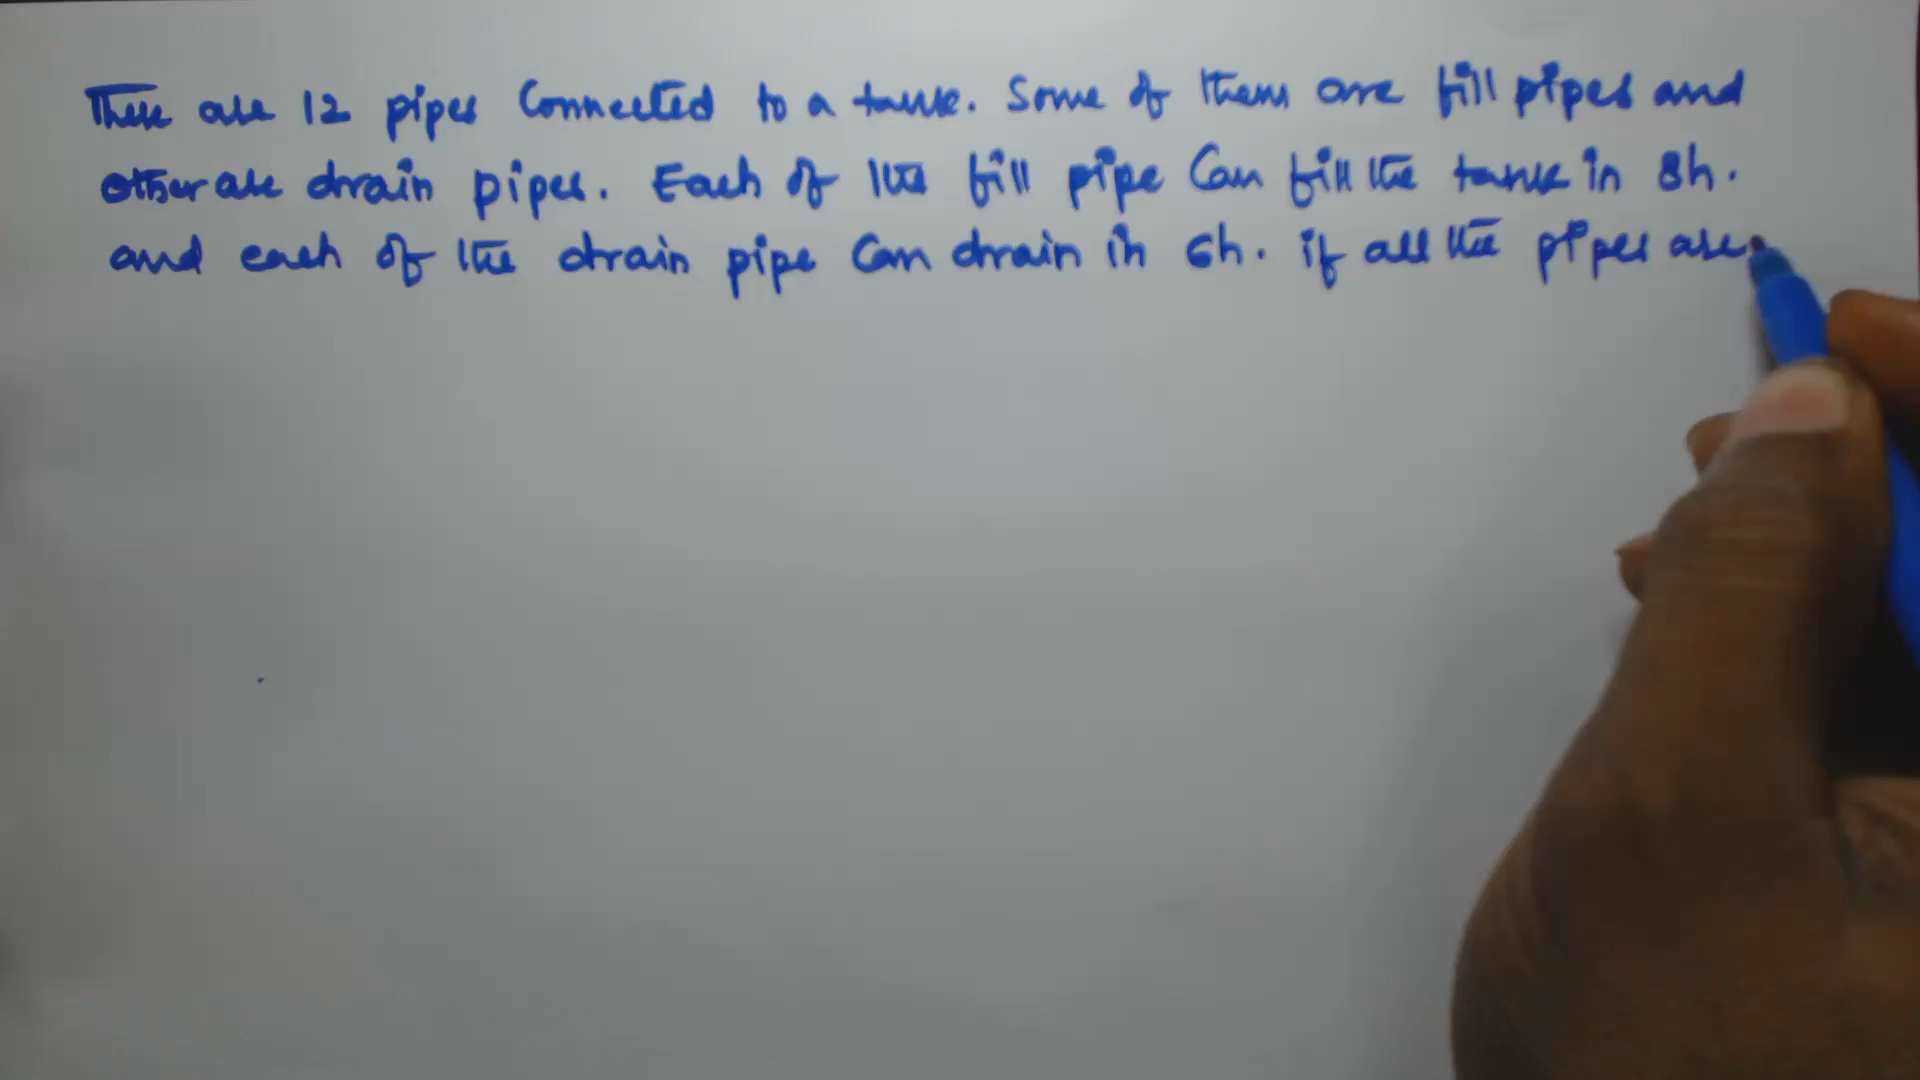 There are 12 pipes Connected to a tank. Some of them are fill pipes and
other are drain pipes. Each of the fill pipe Can fill the tank in 8h.
and each of the drain pipe Can drain in 6h. if all the pipes are